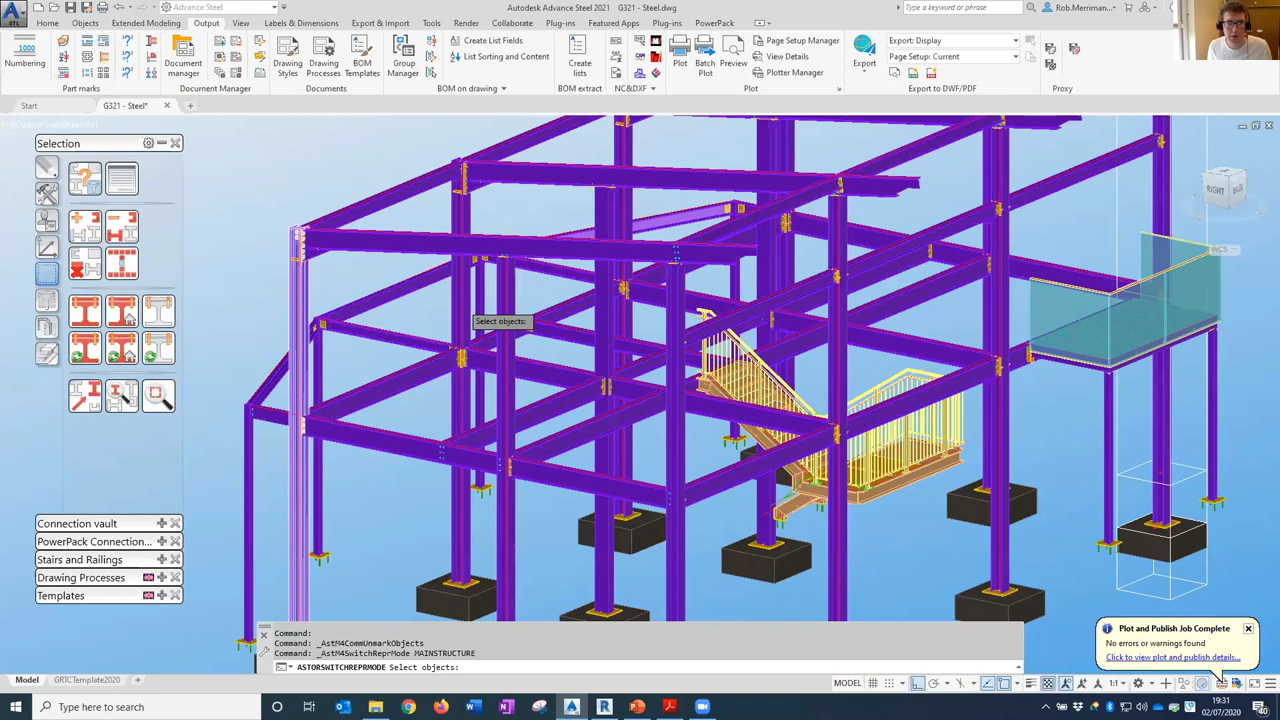 Advance Steel
Autodesk Advance Steel 2021
G321 - Steel.dwg
Type a keyword or phrase
Rob.Merriman...
Home
Objects
Extended Modeling
Output
View
Labels & Dimensions
Export & Import
Tools
Render
Collaborate
Plug-ins
Featured Apps
Plug-ins
PowerPack
Numbering
Document manager
Drawing Styles
Drawing Processes
BOM Templates
Group Manager
Create List Fields
List Sorting and Content
Create lists
Plot
Batch Plot
Preview
Page Setup Manager
View Details
Plotter Manager
Export
Export: Display
Page Setup: Current
Part marks
Document Manager
Documents
BOM on drawing
BOM extract
NC&DXF
Plot
Export to DWF/PDF
Proxy
Start
G321 - Steel*
Selection
RIGHT
BACK
WCS
Select objects:
Connection vault
PowerPack Connection...
Stairs and Railings
Drawing Processes
Templates
Command:
Command: _AstM4CommUnmarkObjects
Command: _AstM4SwitchReprMode MAINSTRUCTURE
ASTORSWITCHREPRMODE Select objects:
Plot and Publish Job Complete
No errors or warnings found
Click to view plot and publish details...
Model
GRTCTemplate2020
MODEL
1:1
Type here to search
19:31
02/07/2020
40